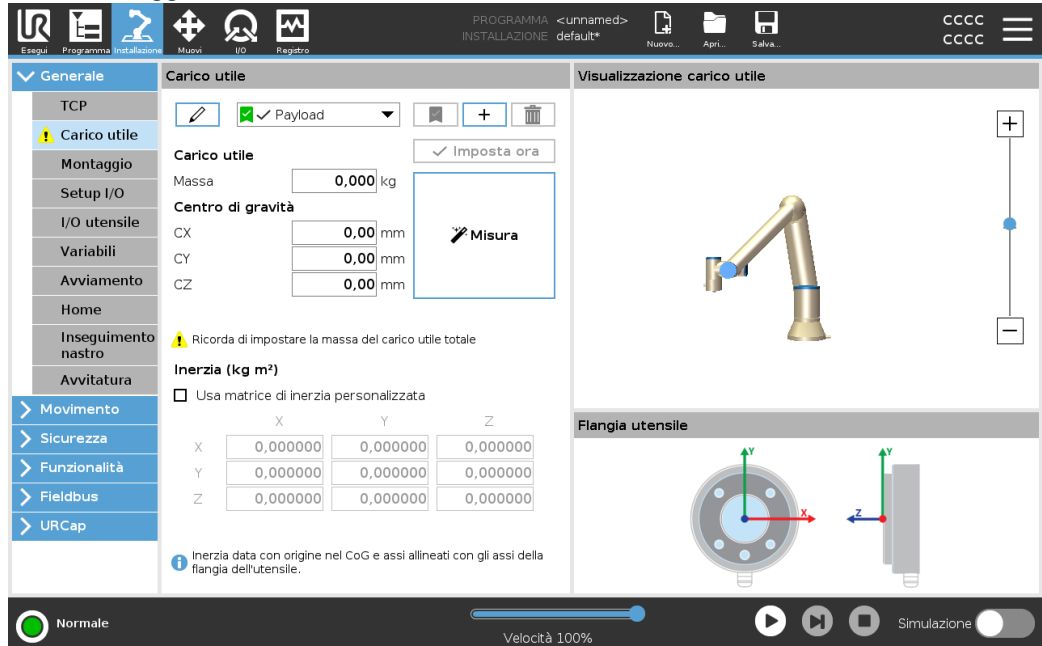 PROGRAMMA <unnamed>
INSTALLAZIONE default*
CCCC
CCCC
Esegui Programma Installazione Muovi I/O Registro Nuovo... Apri... Salva...
Generale
TCP
Carico utile
Montaggio
Setup I/O
I/O utensile
Variabili
Avviamento
Home
Inseguimento
nastro
Avvitatura
Movimento
Sicurezza
Funzionalità
Fieldbus
URCap
Carico utile
Payload
+
Imposta ora
Carico utile
Massa 0,000 kg
Centro di gravità
CX 0,00 mm
CY 0,00 mm
CZ 0,00 mm
Misura
Ricorda di impostare la massa del carico utile totale
Inerzia (kg m²)
Usa matrice di inerzia personalizzata
X Y Z
X 0,000000 0,000000 0,000000
Y 0,000000 0,000000 0,000000
Z 0,000000 0,000000 0,000000
Inerzia data con origine nel CoG e assi allineati con gli assi della
flangia dell'utensile.
Visualizzazione carico utile
Flangia utensile
Y
X
Y
Z
Normale
Velocità 100%
Simulazione